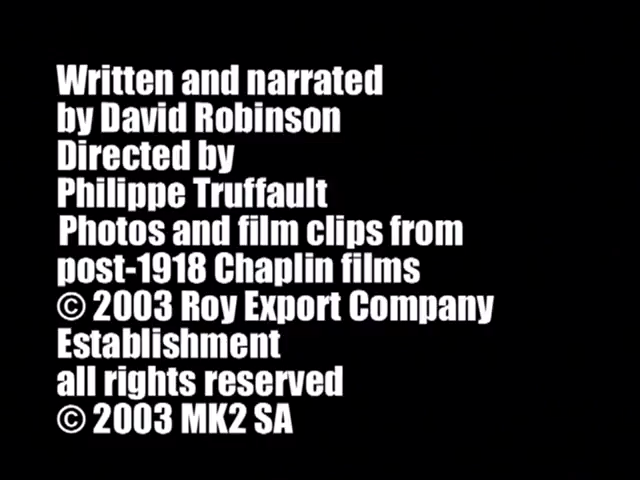 Written and narrated
by David Robinson
Directed by
Philippe Truffault
Photos and film clips from
post-1918 Chaplin films
© 2003 Roy Export Company
Establishment
all rights reserved
© 2003 MK2 SA